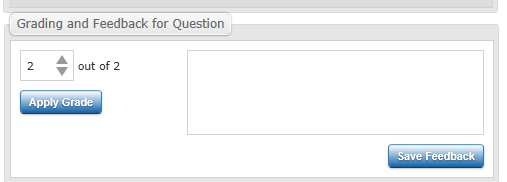 Grading and Feedback for Question
2 out of 2
Apply Grade
Save Feedback